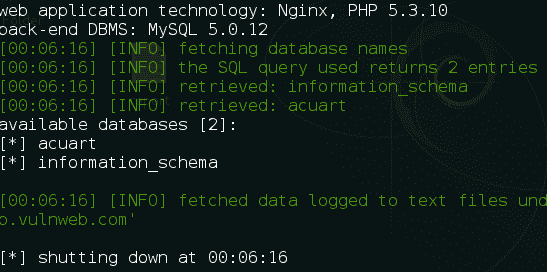 web application technology: Nginx, PHP 5.3.10
back-end DBMS: MySQL 5.0.12
[00:06:16] [INFO] fetching database names
[00:06:16] [INFO] the SQL query used returns 2 entries
[00:06:16] [INFO] retrieved: information_schema
[00:06:16] [INFO] retrieved: acuart
available databases [2]:
[*] acuart
[*] information_schema
[00:06:16] [INFO] fetched data logged to text files und
p.vulnweb.com'
[*] shutting down at 00:06:16